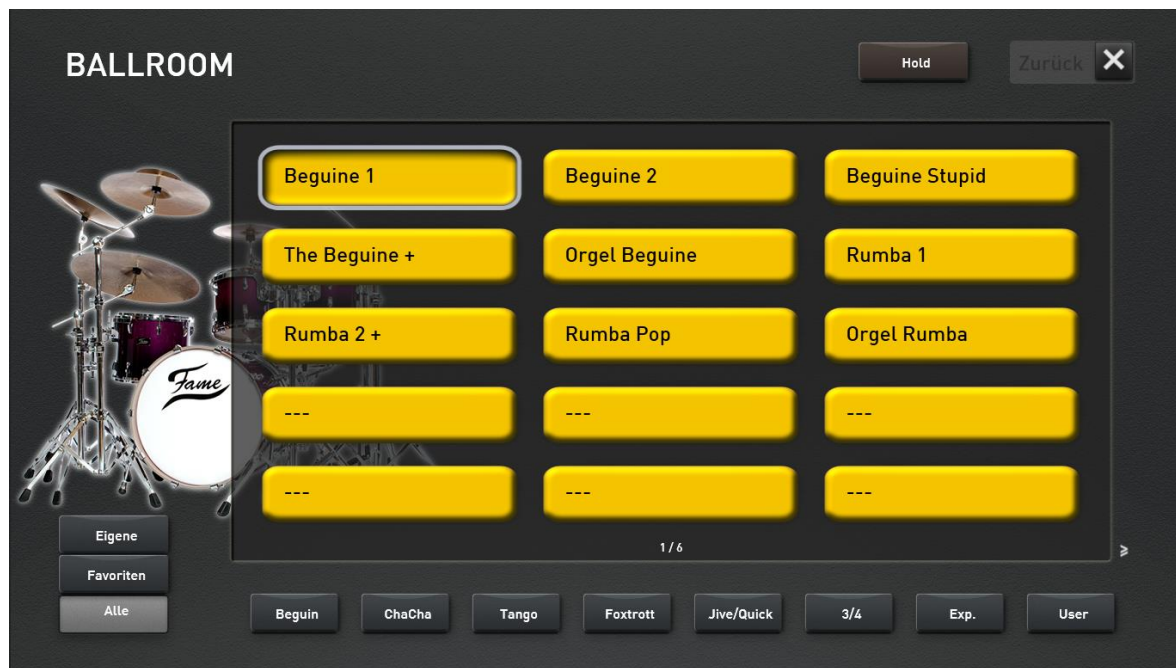 BALLROOM
Hold
Zurück
Beguine 1
Beguine 2
Beguine Stupid
The Beguine +
Orgel Beguine
Rumba 1
Rumba 2 +
Rumba Pop
Orgel Rumba
Fame
---
---
---
---
---
---
Eigene
Favoriten
Alle
1 / 6
Beguin
ChaCha
Tango
Foxtrott
Jive/Quick
3/4
Exp.
User